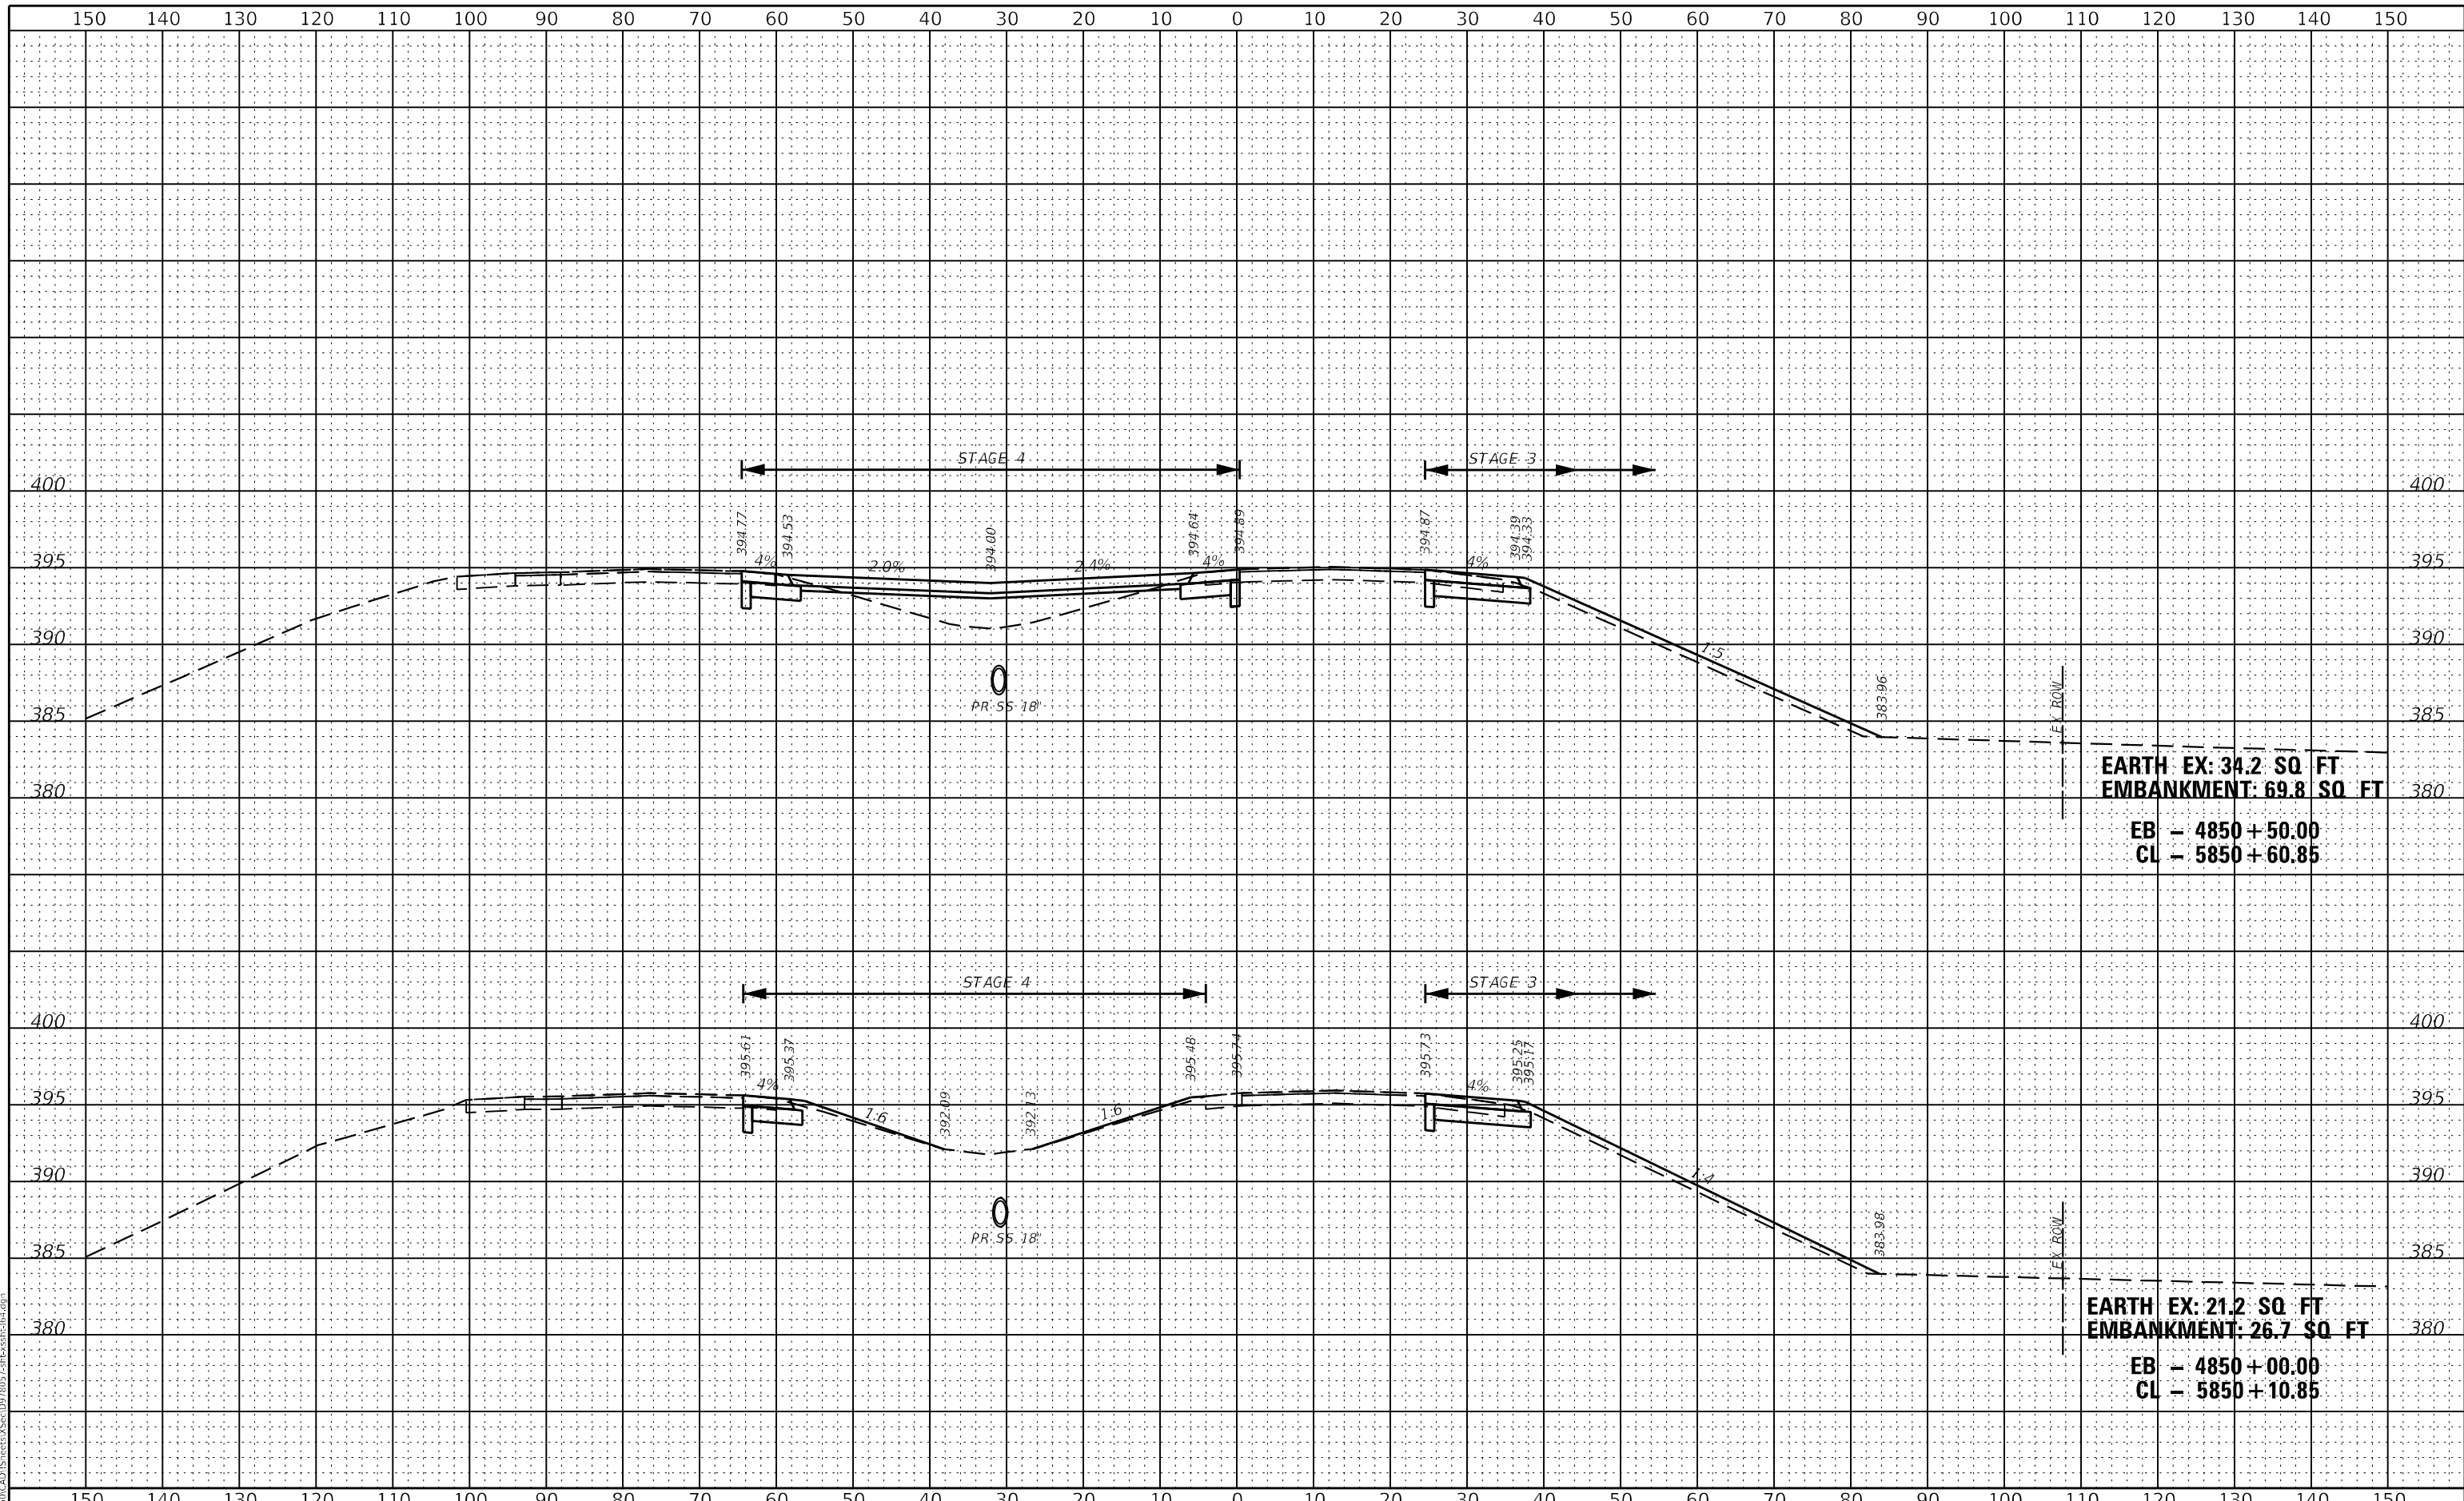 150 140 130 120 110 100 90 80 70 60 50 40 30 20 10 0 10 20 30 40 50 60 70 80 90 100 110 120 130 140 150
STAGE 4 STAGE 3
400 400
394.77 394.53 394.00 394.64 394.89 394.87 394.39 394.33
395 4% 2.0% 2.4% 4% 4% 395
390 1:5 390
PR SS 18"
385 383.96 EX ROW 385
EARTH EX: 34.2 SQ FT
380 EMBANKMENT: 69.8 SQ FT 380
EB - 4850+50.00
CL - 5850+60.85
STAGE 4 STAGE 3
400 400
395.61 395.37 392.09 392.13 395.48 395.74 395.73 395.25 395.17
395 4% 1:6 1:6 4% 395
390 1:4 390
PR SS 18"
385 383.98 EX ROW 385
EARTH EX: 21.2 SQ FT
380 EMBANKMENT: 26.7 SQ FT 380
EB - 4850+00.00
CL - 5850+10.85
150 140 130 120 110 100 90 80 70 60 50 40 30 20 10 0 10 20 30 40 50 60 70 80 90 100 110 120 130 140 150